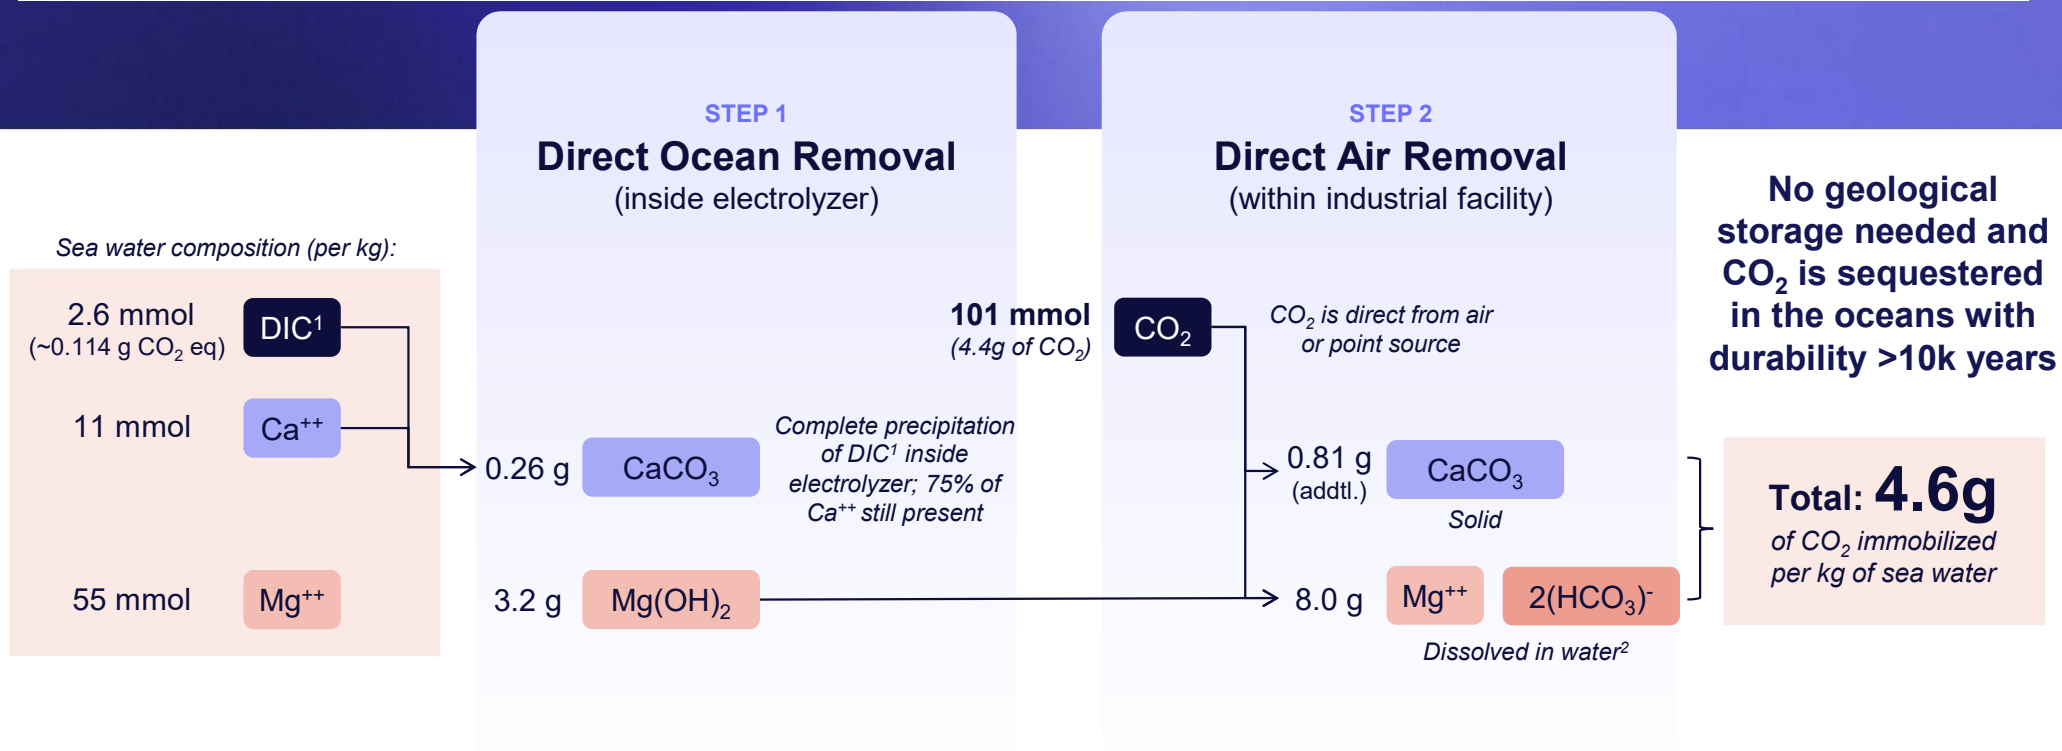 STEP 1
Direct Ocean Removal
(inside electrolyzer)
STEP 2
Direct Air Removal
(within industrial facility)
No geological
storage needed and
CO₂ is sequestered
in the oceans with
durability >10k years
Sea water composition (per kg):
2.6 mmol
(~0.114 g CO₂ eq)
DIC¹
11 mmol
Ca⁺⁺
55 mmol
Mg⁺⁺
0.26 g
CaCO₃
Complete precipitation
of DIC¹ inside
electrolyzer; 75% of
Ca⁺⁺ still present
3.2 g
Mg(OH)₂
101 mmol
(4.4g of CO₂)
CO₂
CO₂ is direct from air
or point source
0.81 g
(addtl.)
CaCO₃
Solid
8.0 g
Mg⁺⁺
2(HCO₃)⁻
Dissolved in water²
Total: 4.6g
of CO₂ immobilized
per kg of sea water